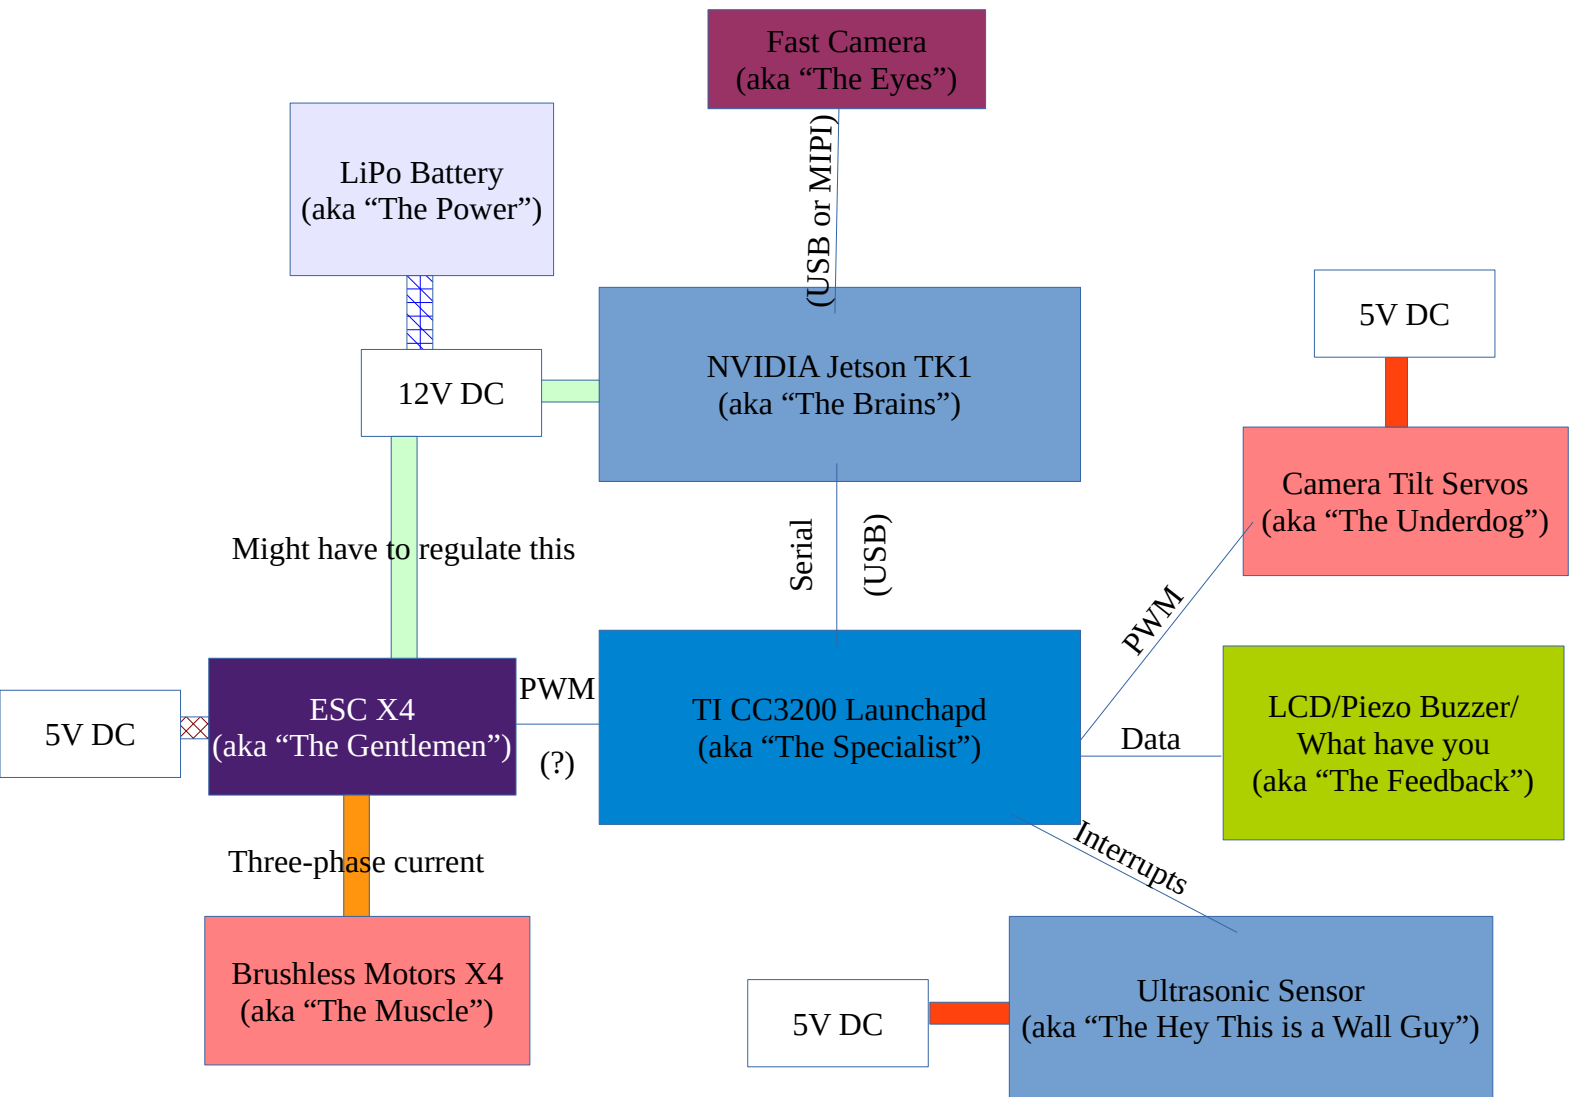 Fast Camera
(aka “The Eyes”)
(USB or MIPI)
LiPo Battery
(aka “The Power”)
12V DC
NVIDIA Jetson TK1
(aka “The Brains”)
5V DC
Camera Tilt Servos
(aka “The Underdog”)
Might have to regulate this
Serial
(USB)
PWM
5V DC
ESC X4
(aka “The Gentlemen”)
PWM
(?)
TI CC3200 Launchapd
(aka “The Specialist”)
Data
LCD/Piezo Buzzer/
What have you
(aka “The Feedback”)
Three-phase current
Interrupts
Brushless Motors X4
(aka “The Muscle”)
5V DC
Ultrasonic Sensor
(aka “The Hey This is a Wall Guy”)